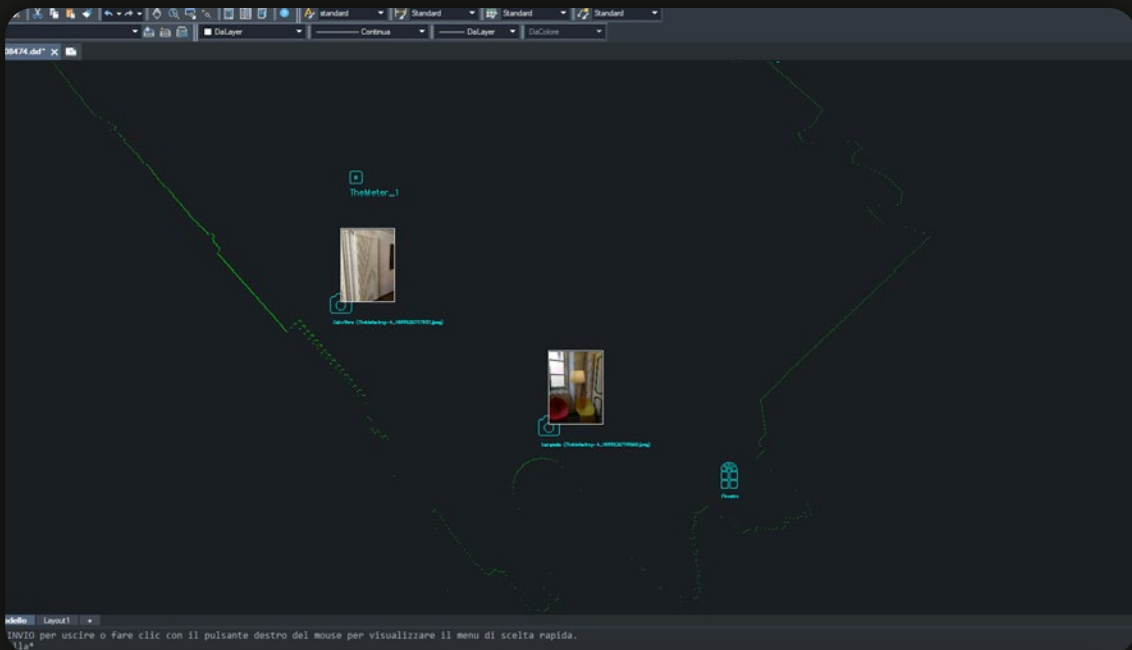 standard Standard Standard Standard
DaLayer Continua DaLayer DaColore
08474.dxf*
TheMeter_1
Finestra
Layout1 +
INVIO per uscire o fare clic con il pulsante destro del mouse per visualizzare il menu di scelta rapida.